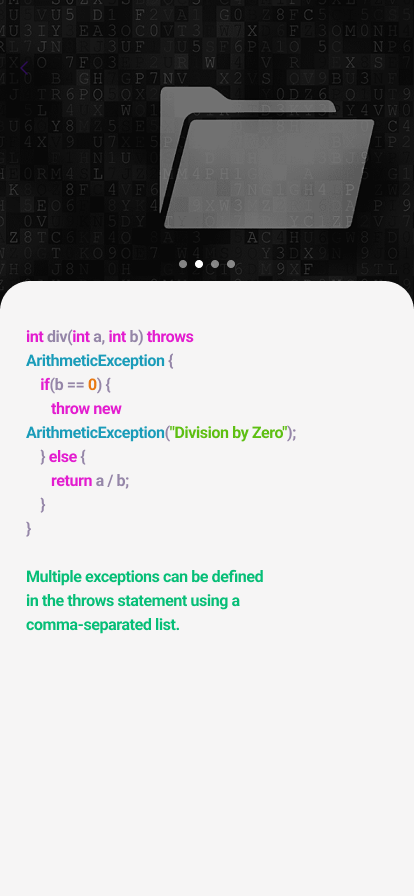 int div(int a, int b) throws
ArithmeticException {
if(b == 0) {
throw new
ArithmeticException("Division by Zero");
} else {
return a / b;
}
}
Multiple exceptions can be defined
in the throws statement using a
comma-separated list.